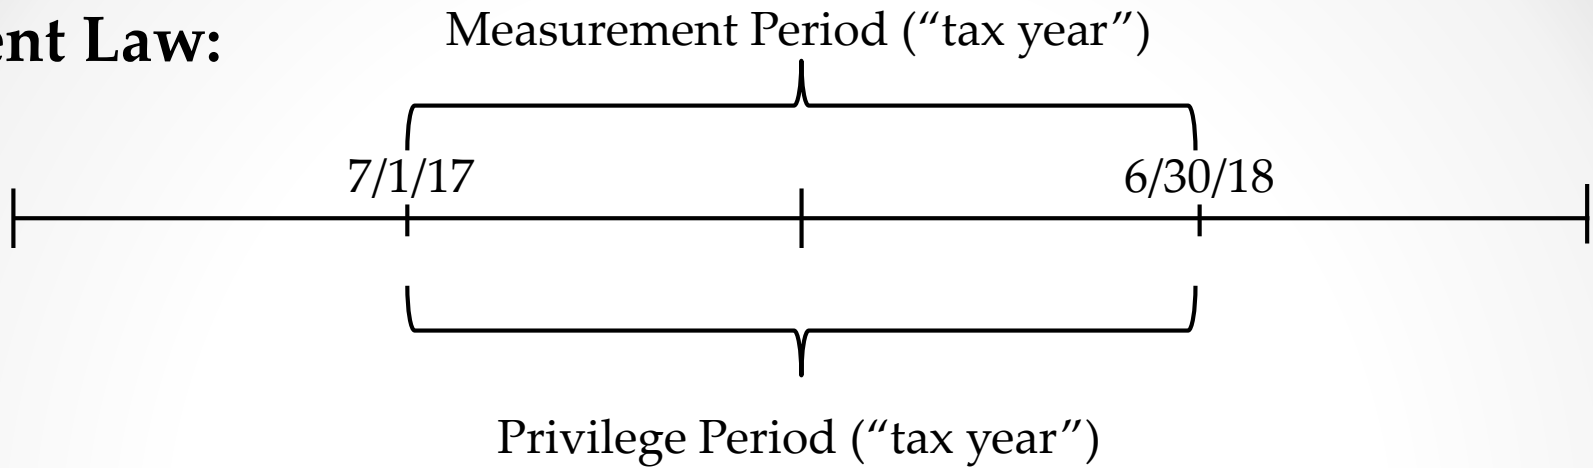 ent Law:
Measurement Period (“tax year”)
7/1/17 6/30/18
Privilege Period (“tax year”)